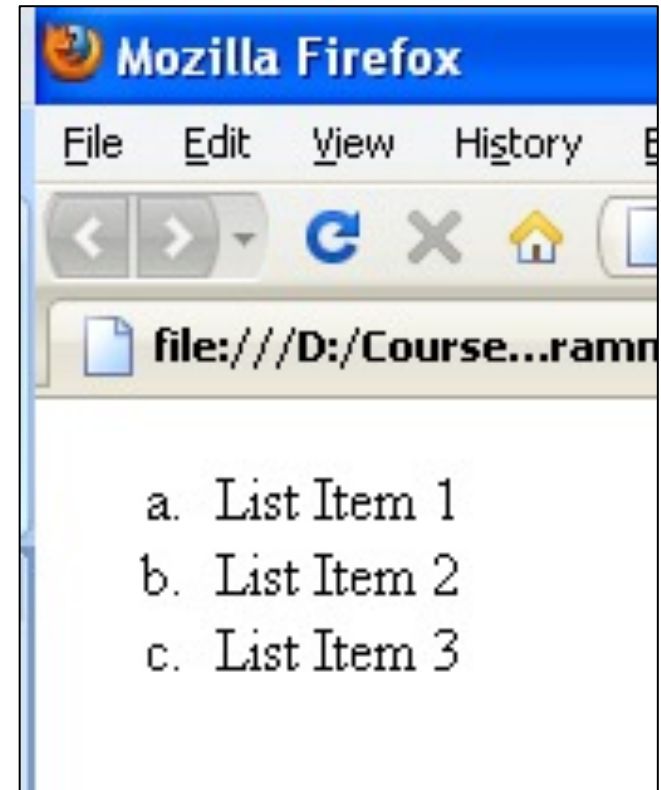 Mozilla Firefox
File Edit View History
file:///D:/Course...ramn
a. List Item 1
b. List Item 2
c. List Item 3